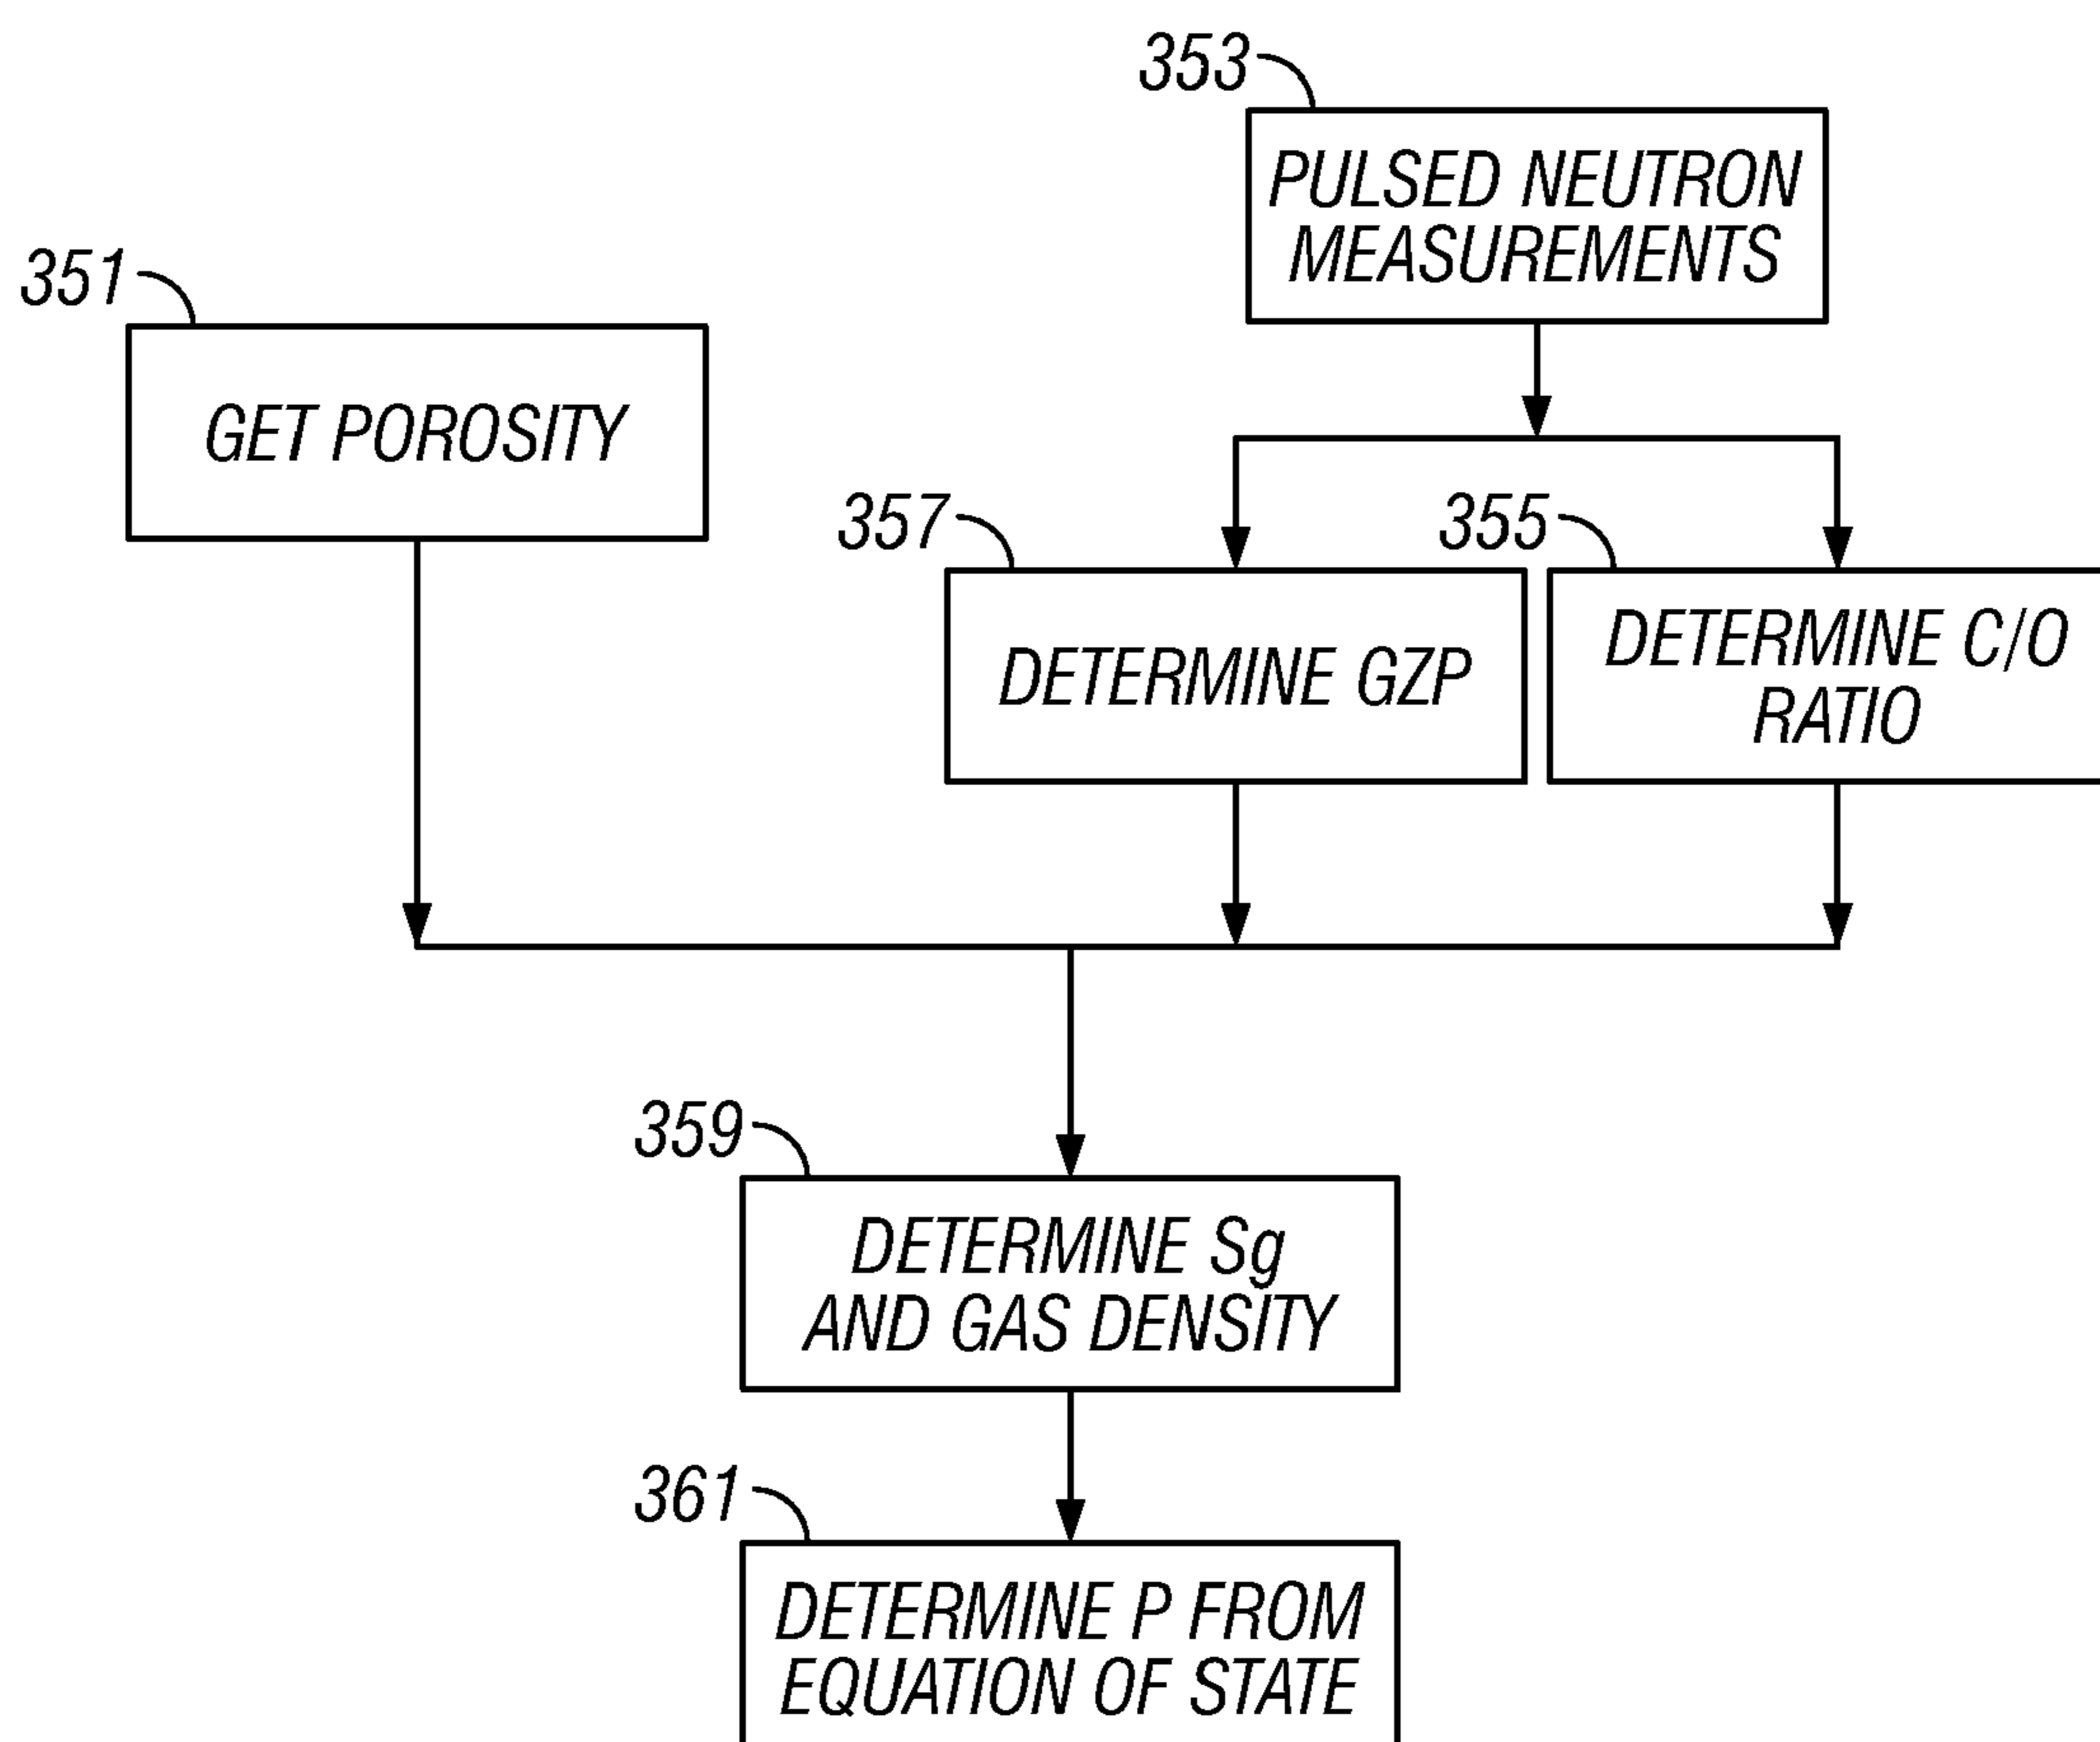 353
PULSED NEUTRON
MEASUREMENTS
351
GET POROSITY
357
DETERMINE GZP
355
DETERMINE C/O
RATIO
359
DETERMINE Sg
AND GAS DENSITY
361
DETERMINE P FROM
EQUATION OF STATE